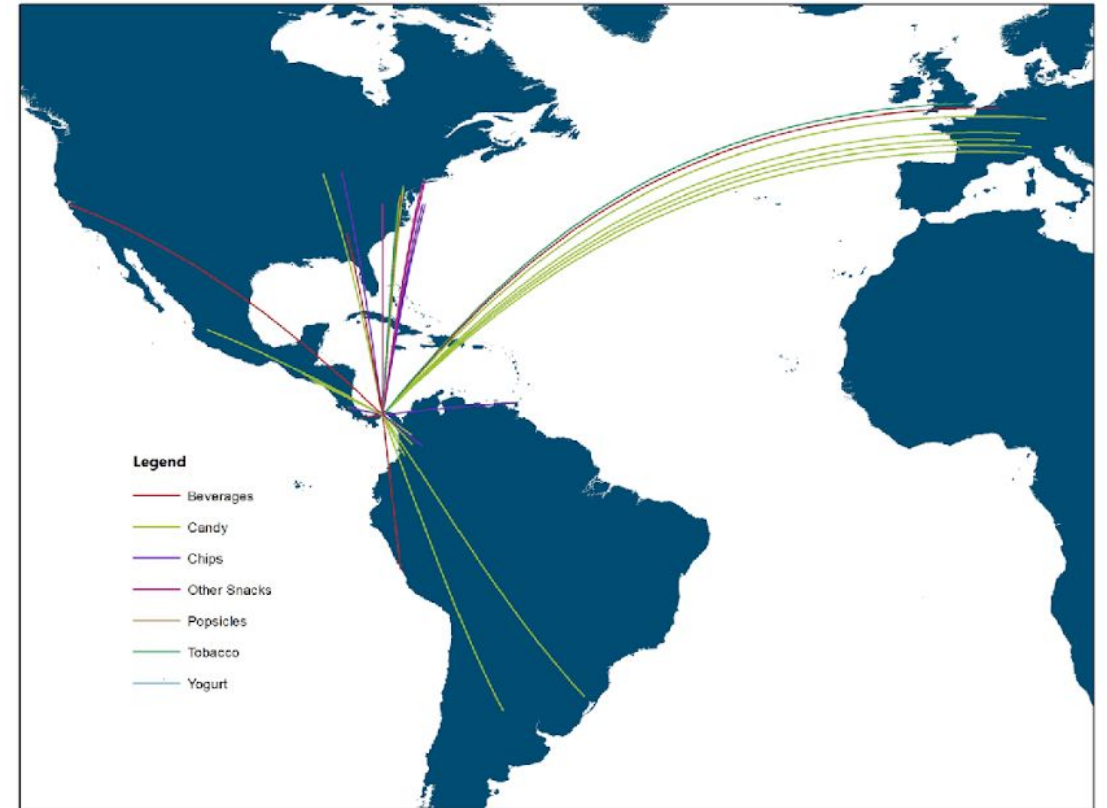 Legend
Beverages
Candy
Chips
Other Snacks
Popsicles
Tobacco
Yogurt